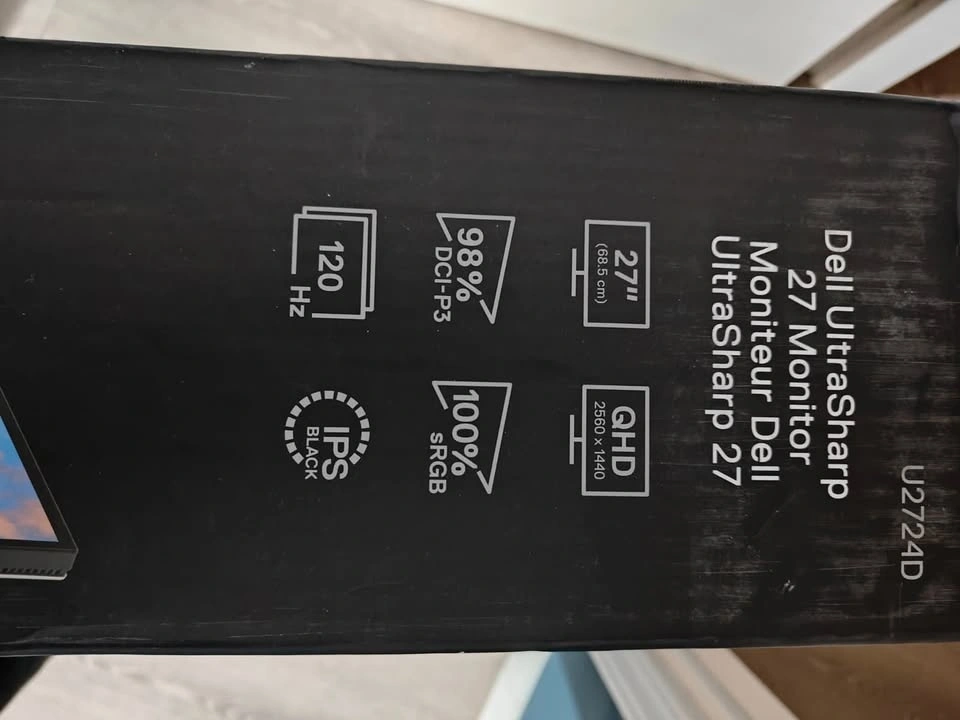 U2724D
Dell UltraSharp
27 Monitor
Moniteur Dell
UltraSharp 27
27"
(68.5 cm)
QHD
2560 x 1440
98%
DCI-P3
100%
sRGB
120
Hz
IPS
BLACK